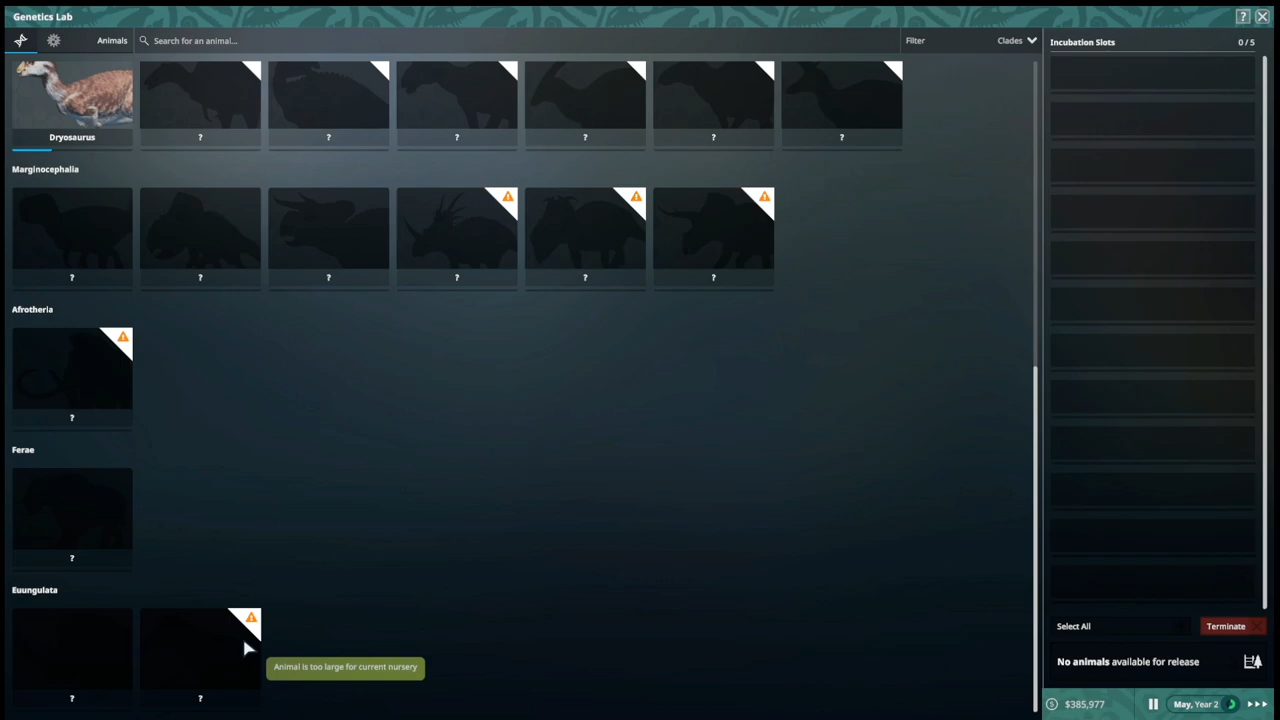 Genetics Lab
?
Animals
Search for an animal...
Filter
Clades
Incubation Slots
0 / 5
Dryosaurus
?
?
?
?
?
?
Marginocephalia
?
?
?
?
?
?
Afrotheria
?
Ferae
?
Euungulata
Animal is too large for current nursery
?
?
Select All
Terminate
No animals available for release
$385,977
May, Year 2